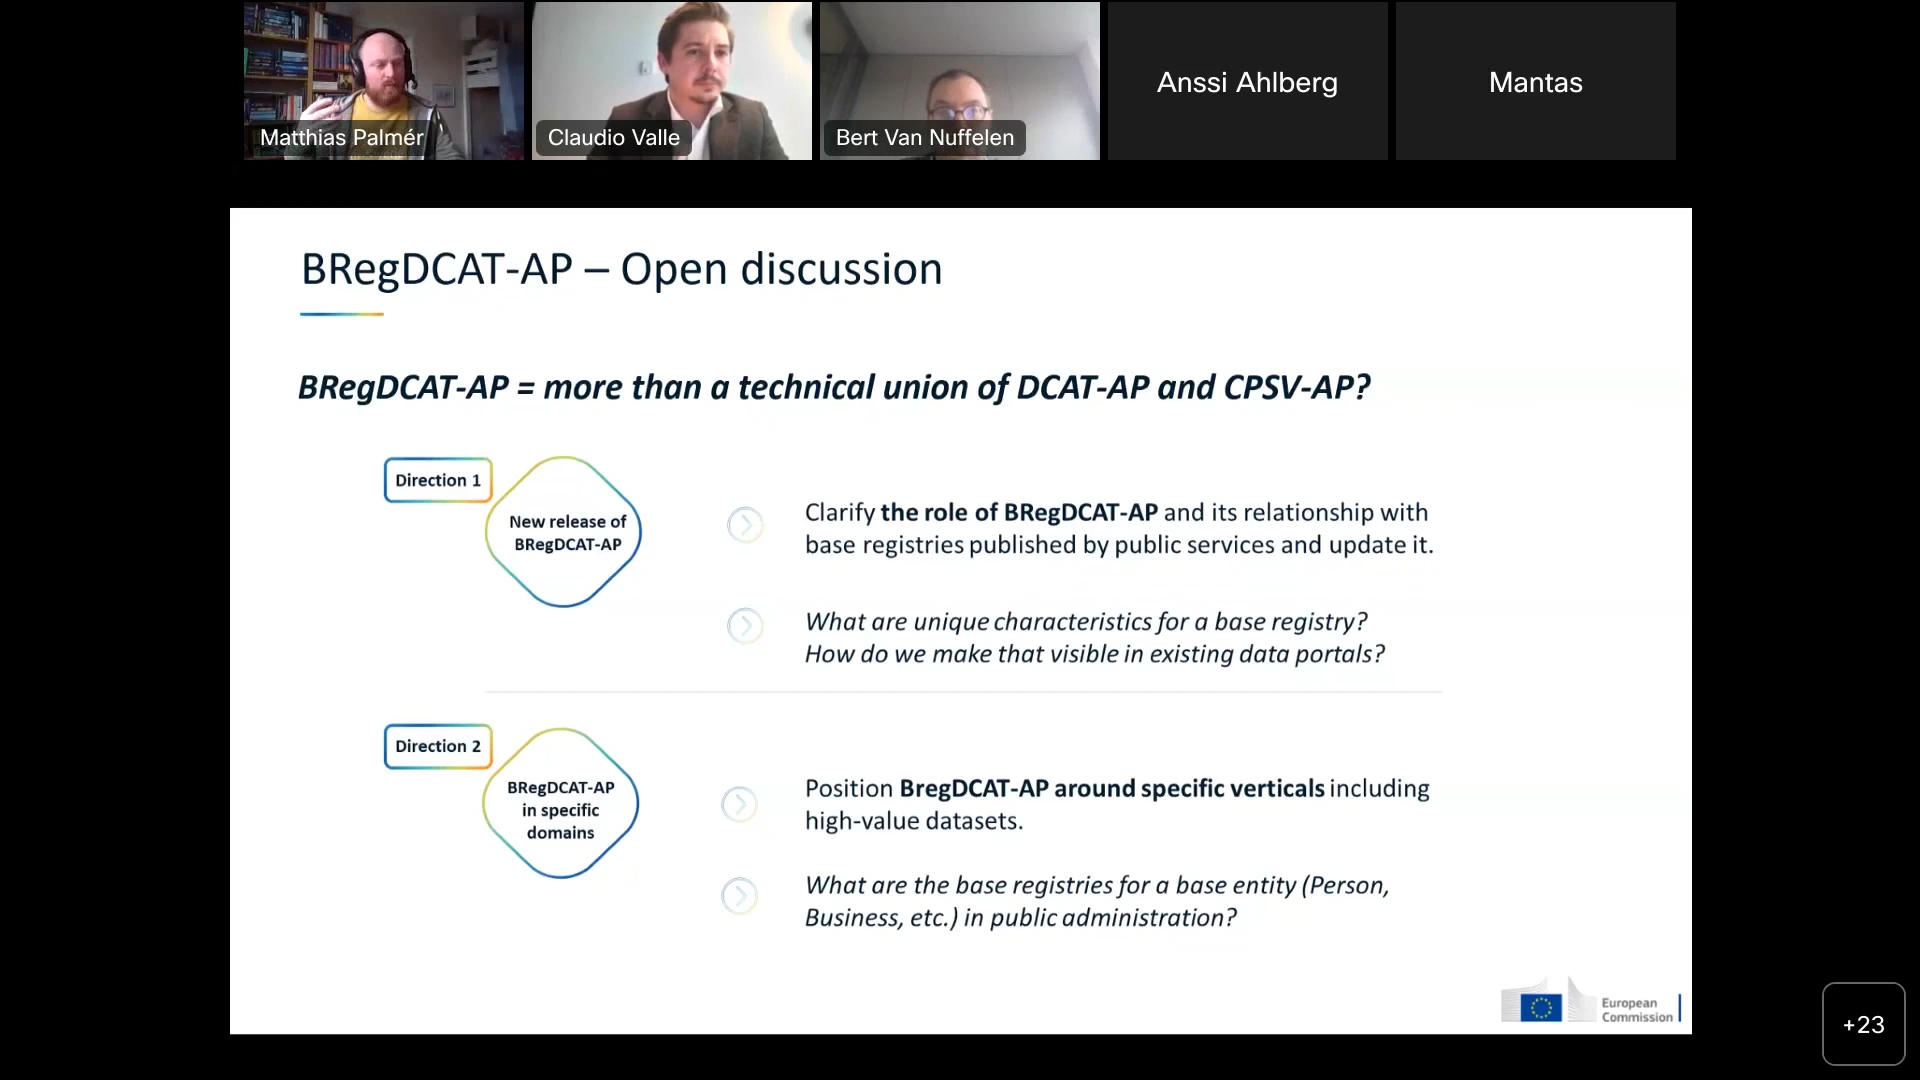 Matthias Palmér
Claudio Valle
Bert Van Nuffelen
Anssi Ahlberg
Mantas
BRegDCAT-AP – Open discussion
BRegDCAT-AP = more than a technical union of DCAT-AP and CPSV-AP?
Direction 1
New release of
BRegDCAT-AP
Clarify the role of BRegDCAT-AP and its relationship with
base registries published by public services and update it.
What are unique characteristics for a base registry?
How do we make that visible in existing data portals?
Direction 2
BRegDCAT-AP
in specific
domains
Position BregDCAT-AP around specific verticals including
high-value datasets.
What are the base registries for a base entity (Person,
Business, etc.) in public administration?
European
Commission
+23